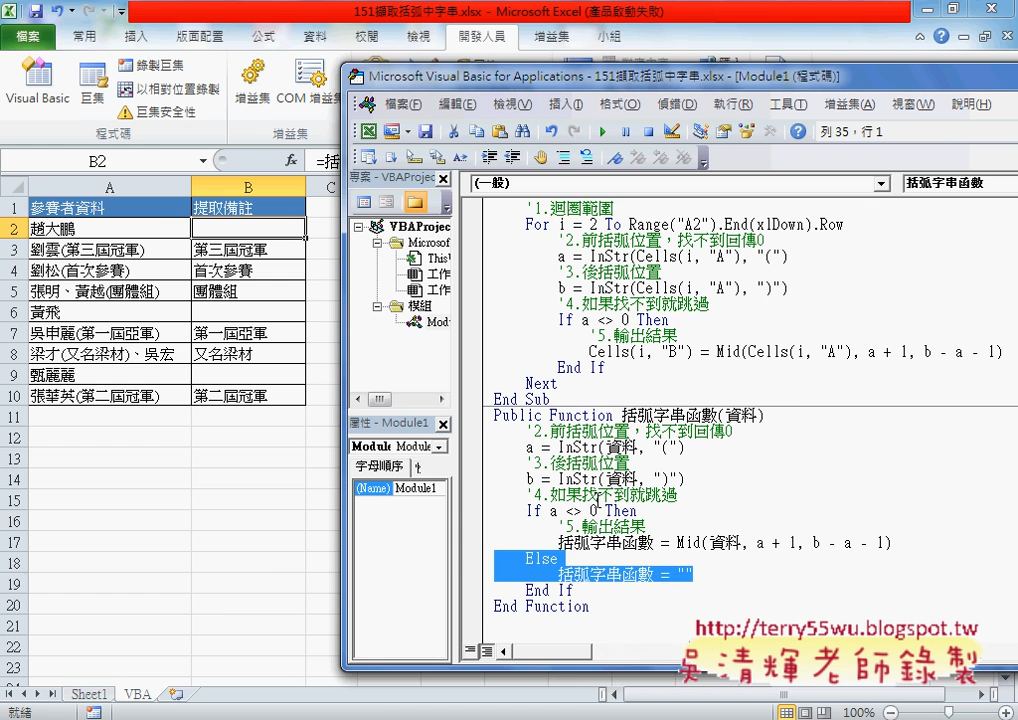 151擷取括弧中字串.xlsx - Microsoft Excel (產品啟動失敗)
檔案 常用 插入 版面配置 公式 資料 校閱 檢視 開發人員 增益集 小組
Visual Basic 巨集 錄製巨集 以相對位置錄製 巨集安全性 增益集 COM 增益集
程式碼 增益集
B2 fx =括
A B C
1 參賽者資料 提取備註
2 趙大鵬
3 劉雲(第三屆冠軍) 第三屆冠軍
4 劉松(首次參賽) 首次參賽
5 張明、黃越(團體組) 團體組
6 黃飛
7 吳申麗(第一屆亞軍) 第一屆亞軍
8 梁才(又名梁材)、吳宏 又名梁材
9 甄麗麗
10 張華英(第二屆冠軍) 第二屆冠軍
11
12
13
14
15
16
17
18
19
20
21
22
23
Sheet1 VBA
就緒 100%
Microsoft Visual Basic for Applications - 151擷取括弧中字串.xlsx - [Module1 (程式碼)]
檔案(F) 編輯(E) 檢視(V) 插入(I) 格式(O) 偵錯(D) 執行(R) 工具(T) 增益集(A) 視窗(W) 說明(H)
列 35，行 1
專案 - VBAProjec
VBAProjec
Microsof
This
工作
工作
模組
Mod
屬性 - Module1
Module Module
字母順序
(Name) Module1
(一般) 括弧字串函數
'1.迴圈範圍
For i = 2 To Range("A2").End(xlDown).Row
'2.前括弧位置，找不到回傳0
a = InStr(Cells(i, "A"), "(")
'3.後括弧位置
b = InStr(Cells(i, "A"), ")")
'4.如果找不到就跳過
If a <> 0 Then
'5.輸出結果
Cells(i, "B") = Mid(Cells(i, "A"), a + 1, b - a - 1)
End If
Next
End Sub
Public Function 括弧字串函數(資料)
'2.前括弧位置，找不到回傳0
a = InStr(資料, "(")
'3.後括弧位置
b = InStr(資料, ")")
'4.如果找不到就跳過
If a <> 0 Then
'5.輸出結果
括弧字串函數 = Mid(資料, a + 1, b - a - 1)
Else
括弧字串函數 = ""
End If
End Function
http://terry55wu.blogspot.tw
吳清輝老師錄製